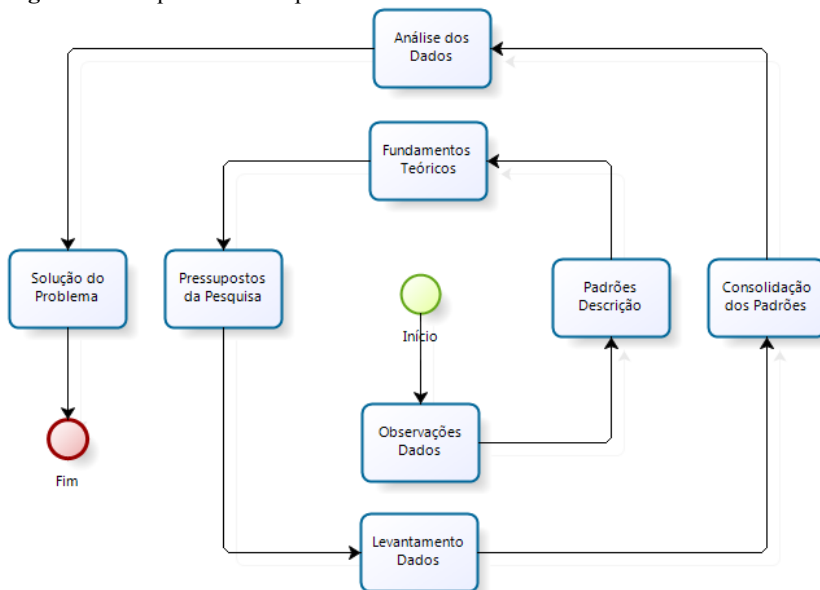 Análise dos
Dados
Fundamentos
Teóricos
Solução do
Problema
Pressupostos
da Pesquisa
Início
Padrões
Descrição
Consolidação
dos Padrões
Observações
Dados
Fim
Levantamento
Dados